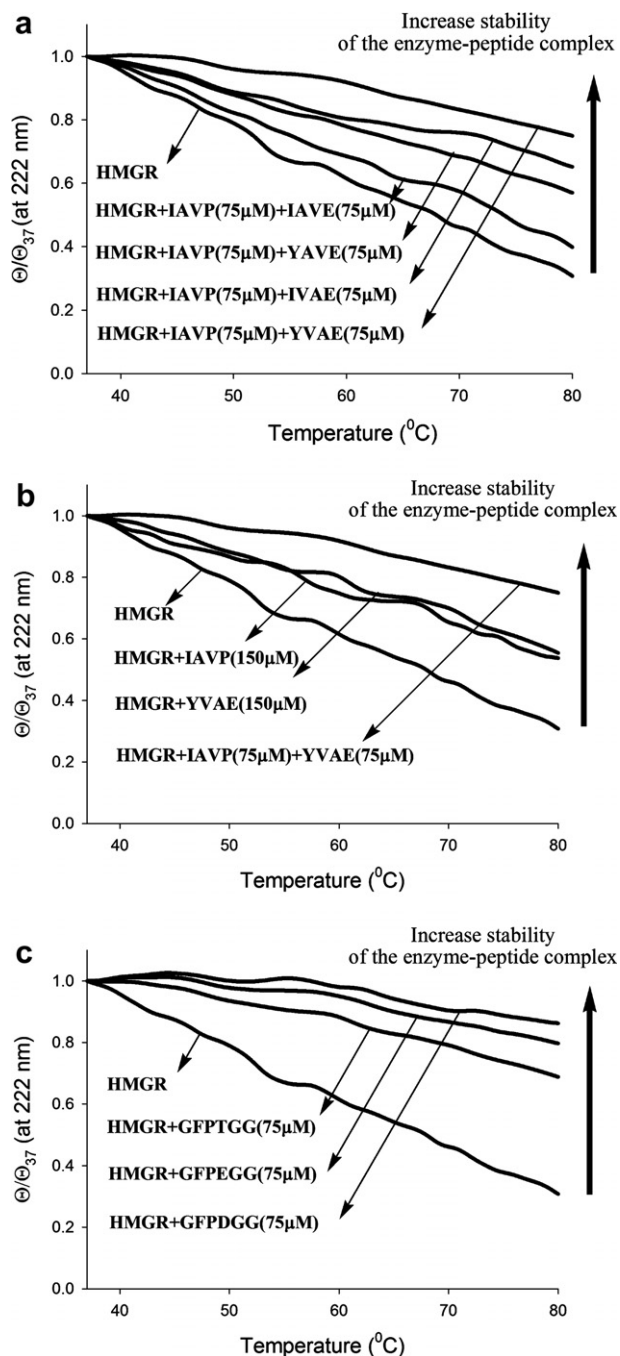 a
Increase stability
of the enzyme-peptide complex
1.0
0.8
0.6
0.4
0.2
0.0
Θ/Θ37 (at 222 nm)
HMGR
HMGR+IAVP(75μM)+IAVE(75μM)
HMGR+IAVP(75μM)+YAVE(75μM)
HMGR+IAVP(75μM)+IVAE(75μM)
HMGR+IAVP(75μM)+YVAE(75μM)
40 50 60 70 80
Temperature (⁰C)
b
Increase stability
of the enzyme-peptide complex
1.0
0.8
0.6
0.4
0.2
0.0
Θ/Θ37 (at 222 nm)
HMGR
HMGR+IAVP(150μM)
HMGR+YVAE(150μM)
HMGR+IAVP(75μM)+YVAE(75μM)
40 50 60 70 80
Temperature (⁰C)
c
Increase stability
of the enzyme-peptide complex
1.0
0.8
0.6
0.4
0.2
0.0
Θ/Θ37 (at 222 nm)
HMGR
HMGR+GFPTGG(75μM)
HMGR+GFPEGG(75μM)
HMGR+GFPDGG(75μM)
40 50 60 70 80
Temperature (⁰C)